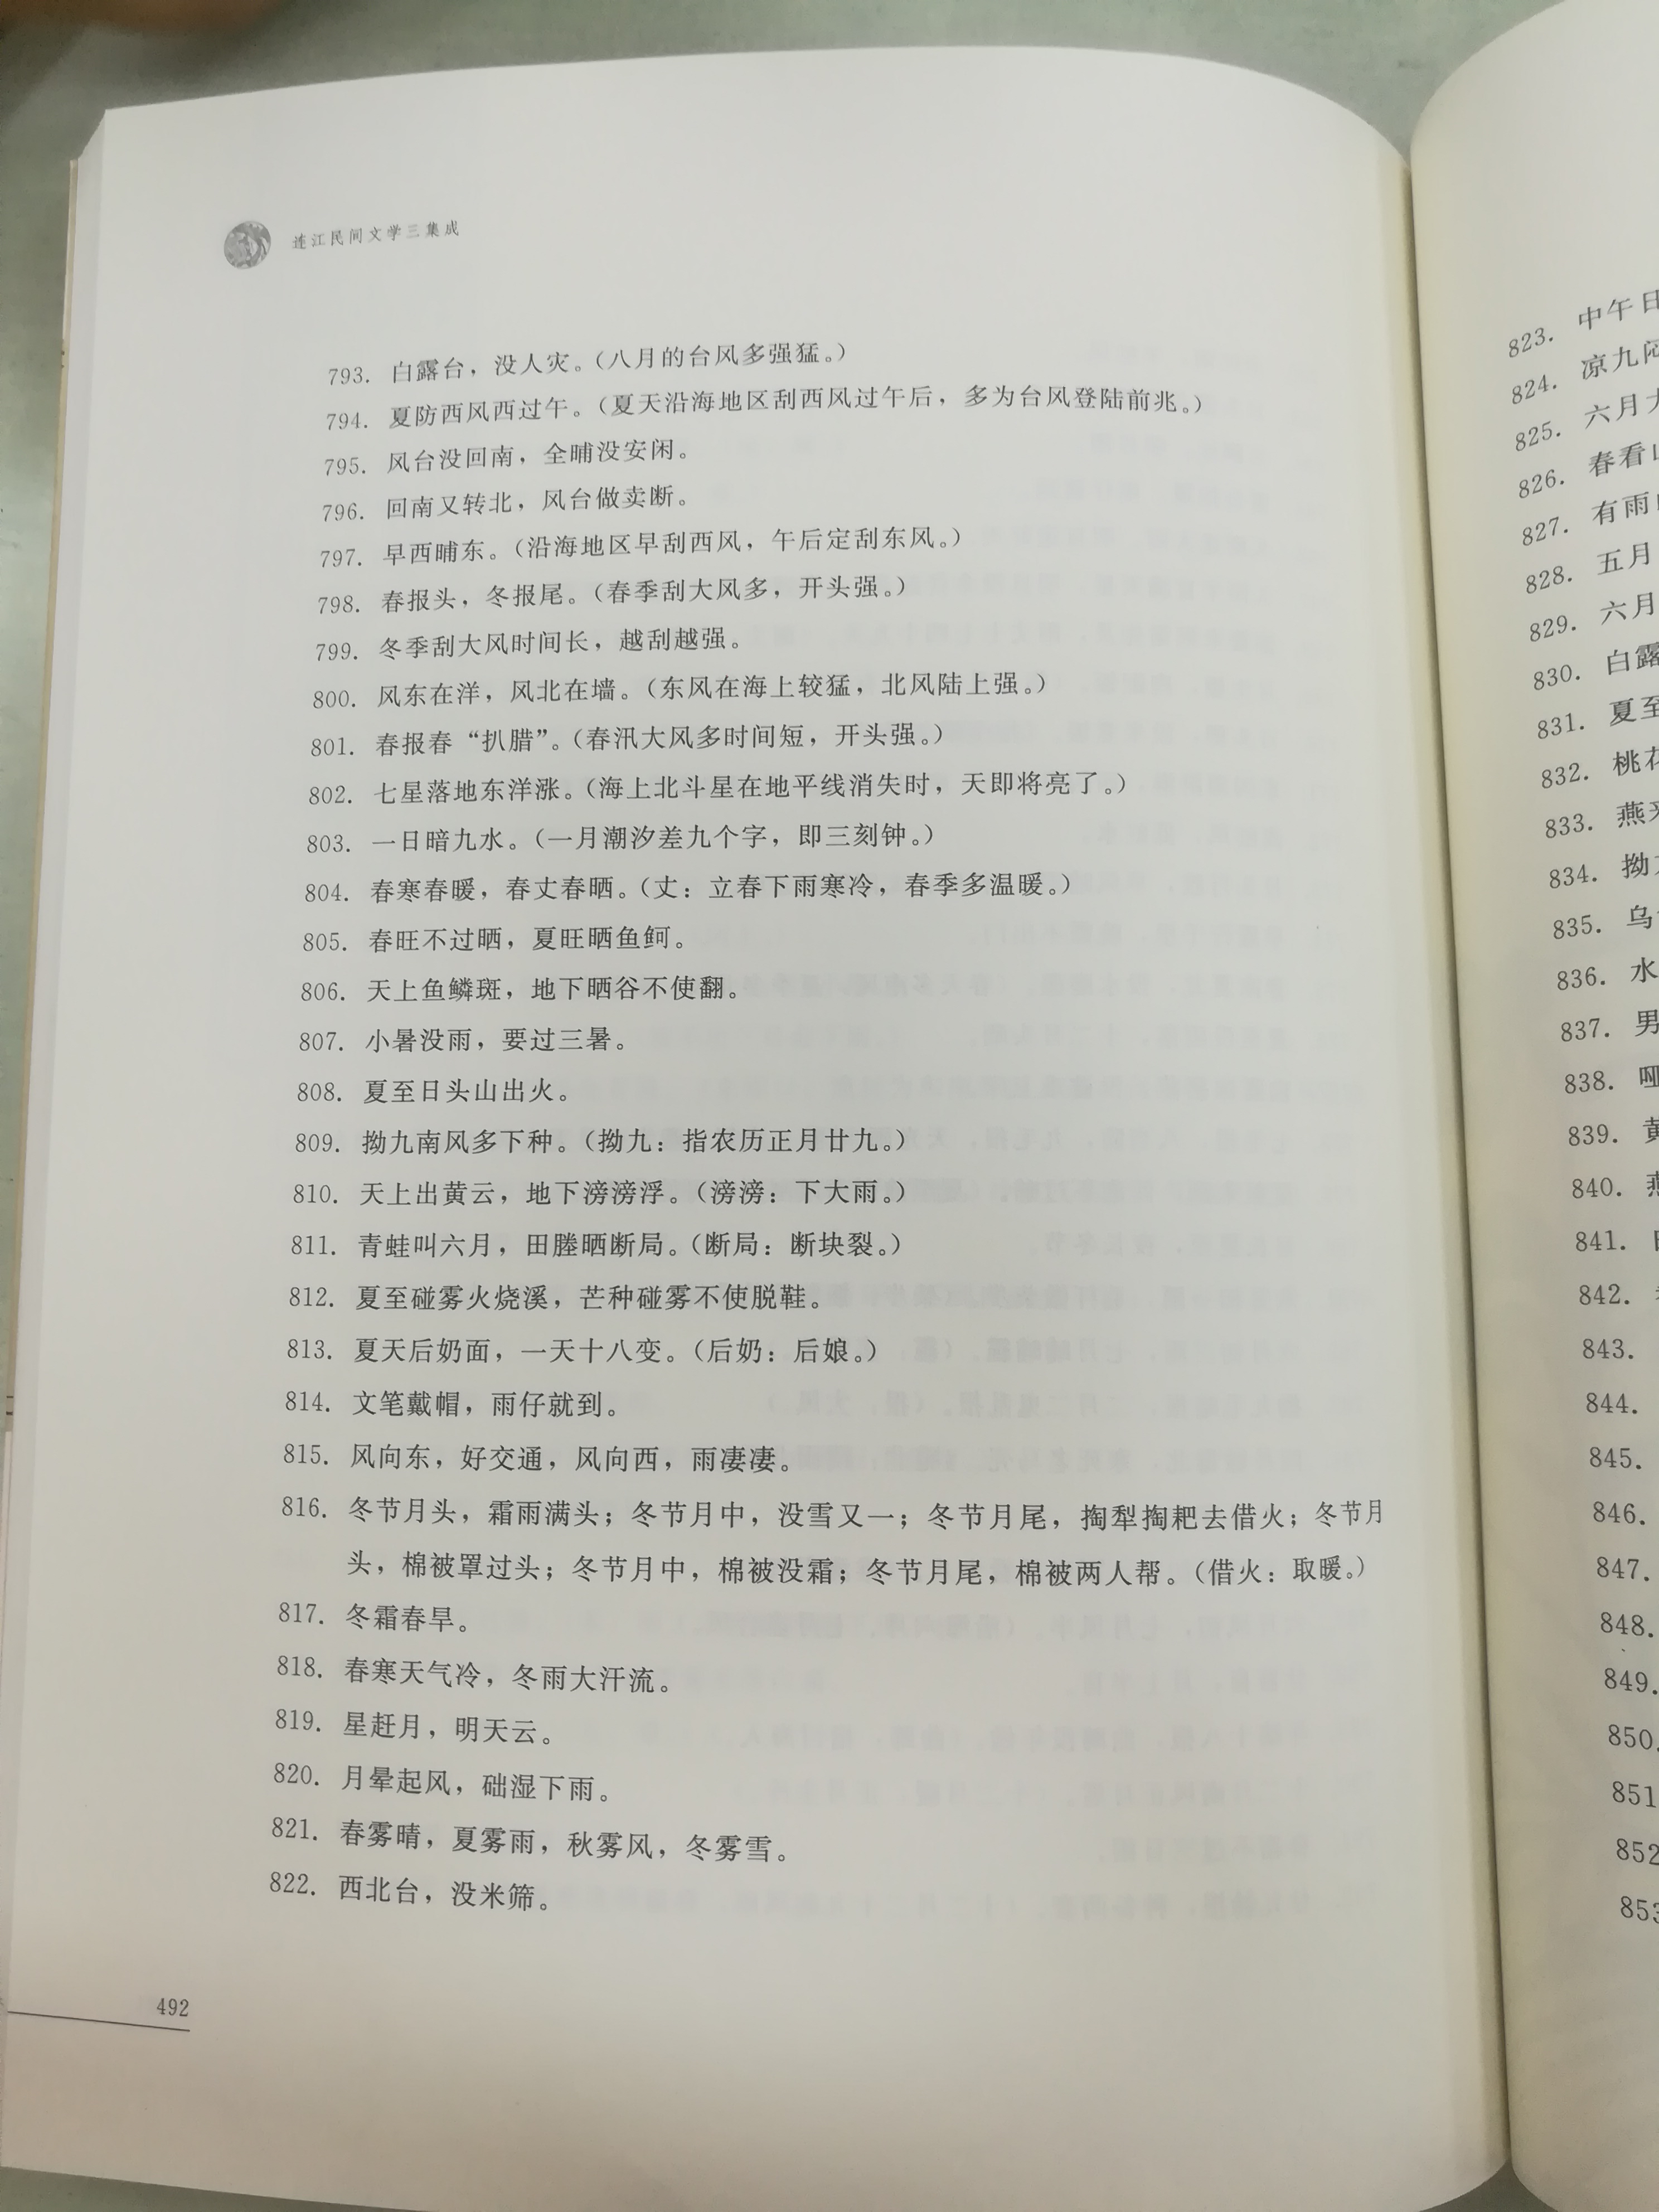 连江民间文学三集成
793. 白露台，没人灾。（八月的台风多强猛。）
794. 夏防西风西过午。（夏天沿海地区刮西风过午后，多为台风登陆前兆。）
795. 风台没回南，全晡没安闲。
796. 回南又转北，风台做卖断。
797. 早西晡东。（沿海地区早刮西风，午后定刮东风。）
798. 春报头，冬报尾。（春季刮大风多，开头强。）
799. 冬季刮大风时间长，越刮越强。
800. 风东在洋，风北在墙。（东风在海上较猛，北风陆上强。）
801. 春报春“扒腊”。（春汛大风多时间短，开头强。）
802. 七星落地东洋涨。（海上北斗星在地平线消失时，天即将亮了。）
803. 一日暗九水。（一月潮汐差九个字，即三刻钟。）
804. 春寒春暖，春丈春晒。（丈：立春下雨寒冷，春季多温暖。）
805. 春旺不过晒，夏旺晒鱼鲄。
806. 天上鱼鳞斑，地下晒谷不使翻。
807. 小暑没雨，要过三暑。
808. 夏至日头山出火。
809. 拗九南风多下种。（拗九：指农历正月廿九。）
810. 天上出黄云，地下滂滂浮。（滂滂：下大雨。）
811. 青蛙叫六月，田塍晒断局。（断局：断块裂。）
812. 夏至碰雾火烧溪，芒种碰雾不使脱鞋。
813. 夏天后奶面，一天十八变。（后奶：后娘。）
814. 文笔戴帽，雨仔就到。
815. 风向东，好交通，风向西，雨凄凄。
816. 冬节月头，霜雨满头；冬节月中，没雪又一；冬节月尾，掏犁掏耙去借火；冬节月
头，棉被罩过头；冬节月中，棉被没霜；冬节月尾，棉被两人帮。（借火：取暖。）
817. 冬霜春旱。
818. 春寒天气冷，冬雨大汗流。
819. 星赶月，明天云。
820. 月晕起风，础湿下雨。
821. 春雾晴，夏雾雨，秋雾风，冬雾雪。
822. 西北台，没米筛。
492
823. 中午日
824. 凉九闷
825. 六月大
826. 春看山
827. 有雨
828. 五月
829. 六月
830. 白露
831. 夏至
832. 桃花
833. 燕来
834. 拗九
835. 乌
836. 水
837. 男
838. 哑
839. 黄
840. 燕
841.
842.
843.
844.
845.
846.
847.
848.
849.
850.
851
852
853